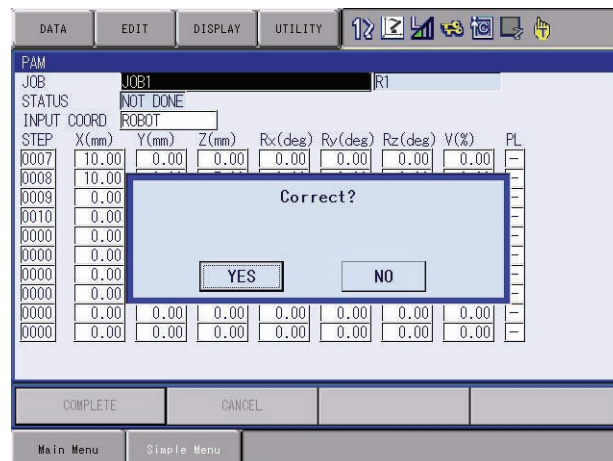 DATA EDIT DISPLAY UTILITY
PAM
JOB JOB1 R1
STATUS NOT DONE
INPUT COORD ROBOT
STEP X(mm) Y(mm) Z(mm) Rx(deg) Ry(deg) Rz(deg) V(%) PL
0007 10.00 0.00 0.00 0.00 0.00 0.00 0.00 -
0008 10.00 -
0009 0.00 -
0010 0.00 -
0000 0.00 -
0000 0.00 -
0000 0.00 -
0000 0.00 -
0000 0.00 0.00 0.00 0.00 0.00 0.00 0.00 -
0000 0.00 0.00 0.00 0.00 0.00 0.00 0.00 -
Correct?
YES NO
COMPLETE CANCEL
Main Menu Simple Menu